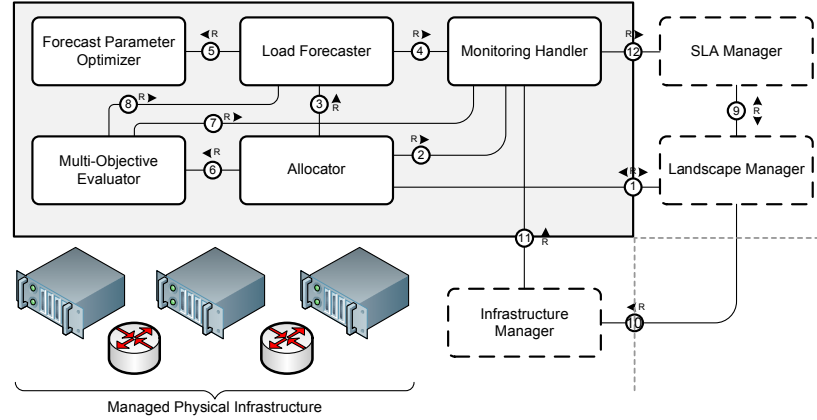 R
5
R
4
R
12
Forecast Parameter
Optimizer
Load Forecaster
Monitoring Handler
SLA Manager
8
R
3
R
9
R
7
R
Multi-Objective
Evaluator
R
6
Allocator
R
2
R
1
Landscape Manager
11
R
Infrastructure
Manager
R
10
Managed Physical Infrastructure